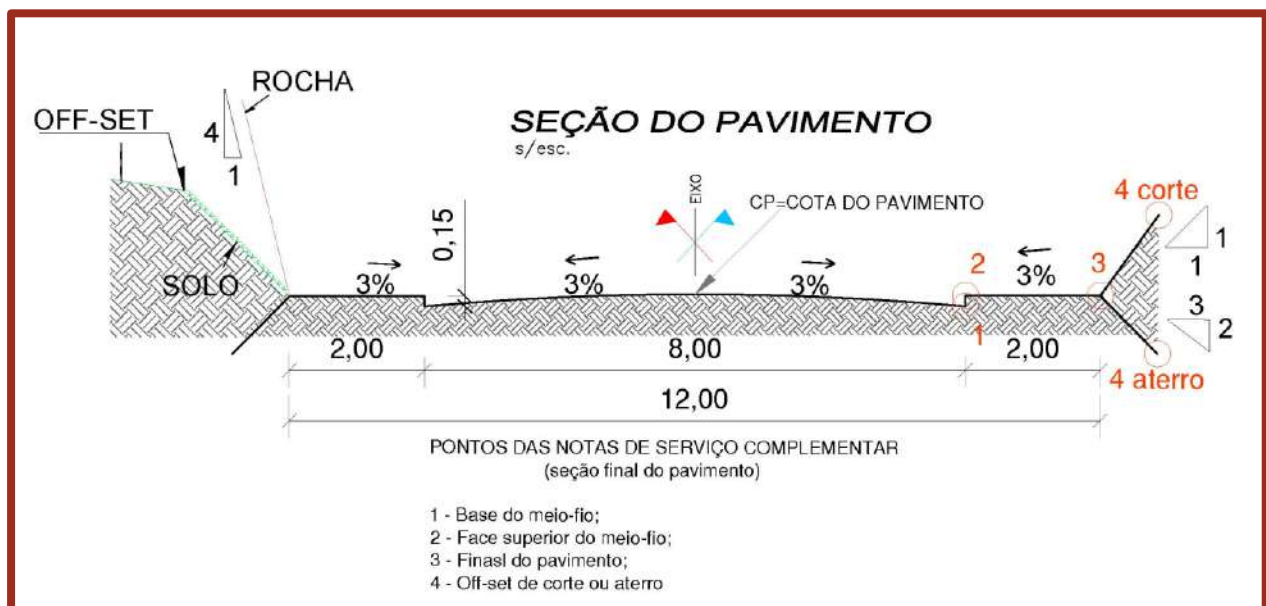 ROCHA
OFF-SET
4
1
SEÇÃO DO PAVIMENTO
s/esc.
EIXO
CP=COTA DO PAVIMENTO
4 corte
1
1
0,15
SOLO
3%
3%
3%
2
3%
3
3
2
1
4 aterro
2,00
8,00
2,00
12,00
PONTOS DAS NOTAS DE SERVIÇO COMPLEMENTAR
(seção final do pavimento)
1 - Base do meio-fio;
2 - Face superior do meio-fio;
3 - Finasl do pavimento;
4 - Off-set de corte ou aterro